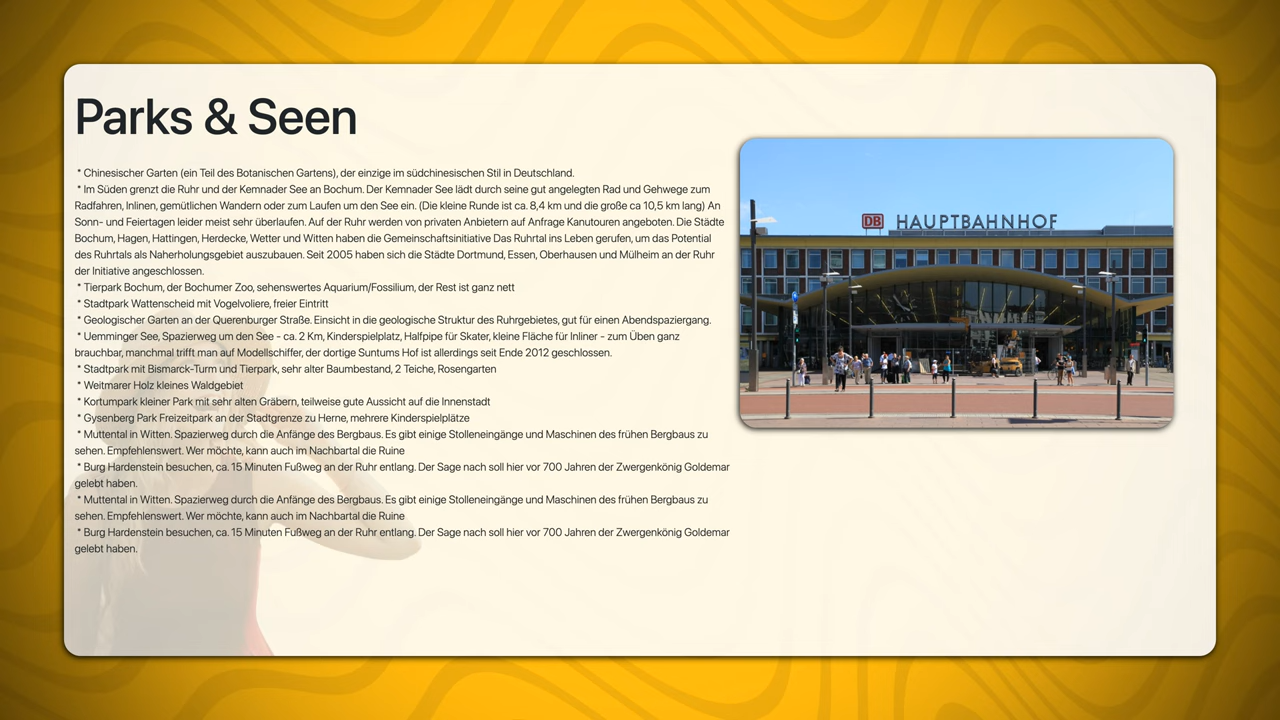 Parks & Seen
* Chinesischer Garten (ein Teil des Botanischen Gartens), der einzige im südchinesischen Stil in Deutschland.
* Im Süden grenzt die Ruhr und der Kemnader See an Bochum. Der Kemnader See lädt durch seine gut angelegten Rad und Gehwege zum
Radfahren, Inlinen, gemütlichen Wandern oder zum Laufen um den See ein. (Die kleine Runde ist ca. 8,4 km und die große ca 10,5 km lang) An
Sonn- und Feiertagen leider meist sehr überlaufen. Auf der Ruhr werden von privaten Anbietern auf Anfrage Kanutouren angeboten. Die Städte
Bochum, Hagen, Hattingen, Herdecke, Wetter und Witten haben die Gemeinschaftsinitiative Das Ruhrtal ins Leben gerufen, um das Potential
des Ruhrtals als Naherholungsgebiet auszubauen. Seit 2005 haben sich die Städte Dortmund, Essen, Oberhausen und Mülheim an der Ruhr
der Initiative angeschlossen.
* Tierpark Bochum, der Bochumer Zoo, sehenswertes Aquarium/Fossilium, der Rest ist ganz nett
* Stadtpark Wattenscheid mit Vogelvoliere, freier Eintritt
* Geologischer Garten an der Querenburger Straße. Einsicht in die geologische Struktur des Ruhrgebietes, gut für einen Abendspaziergang.
* Uemminger See, Spazierweg um den See - ca. 2 Km, Kinderspielplatz, Halfpipe für Skater, kleine Fläche für Inliner - zum Üben ganz
brauchbar, manchmal trifft man auf Modellschiffer, der dortige Suntums Hof ist allerdings seit Ende 2012 geschlossen.
* Stadtpark mit Bismarck-Turm und Tierpark, sehr alter Baumbestand, 2 Teiche, Rosengarten
* Weitmarer Holz kleines Waldgebiet
* Kortumpark kleiner Park mit sehr alten Gräbern, teilweise gute Aussicht auf die Innenstadt
* Gysenberg Park Freizeitpark an der Stadtgrenze zu Herne, mehrere Kinderspielplätze
* Muttental in Witten. Spazierweg durch die Anfänge des Bergbaus. Es gibt einige Stolleneingänge und Maschinen des frühen Bergbaus zu
sehen. Empfehlenswert. Wer möchte, kann auch im Nachbartal die Ruine
* Burg Hardenstein besuchen, ca. 15 Minuten Fußweg an der Ruhr entlang. Der Sage nach soll hier vor 700 Jahren der Zwergenkönig Goldemar
gelebt haben.
* Muttental in Witten. Spazierweg durch die Anfänge des Bergbaus. Es gibt einige Stolleneingänge und Maschinen des frühen Bergbaus zu
sehen. Empfehlenswert. Wer möchte, kann auch im Nachbartal die Ruine
* Burg Hardenstein besuchen, ca. 15 Minuten Fußweg an der Ruhr entlang. Der Sage nach soll hier vor 700 Jahren der Zwergenkönig Goldemar
gelebt haben.
DB HAUPTBAHNHOF